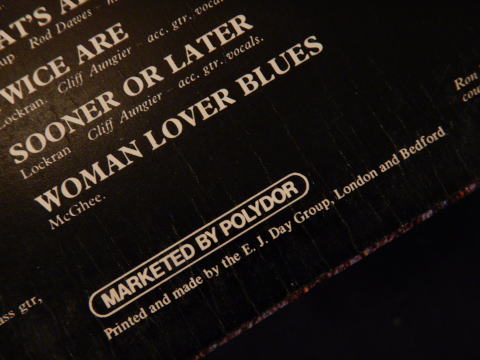 AT'S A
up Rod Dawes -
WICE ARE
Lockran. Cliff Aungier - acc. gtr. vocals.
SOONER OR LATER
Lockran Cliff Aungier - acc. gtr. vocals.
WOMAN LOVER BLUES
McGhee.
MARKETED BY POLYDOR
Printed and made by the E. J. Day Group, London and Bedford
ass gtr,
Ron
cou